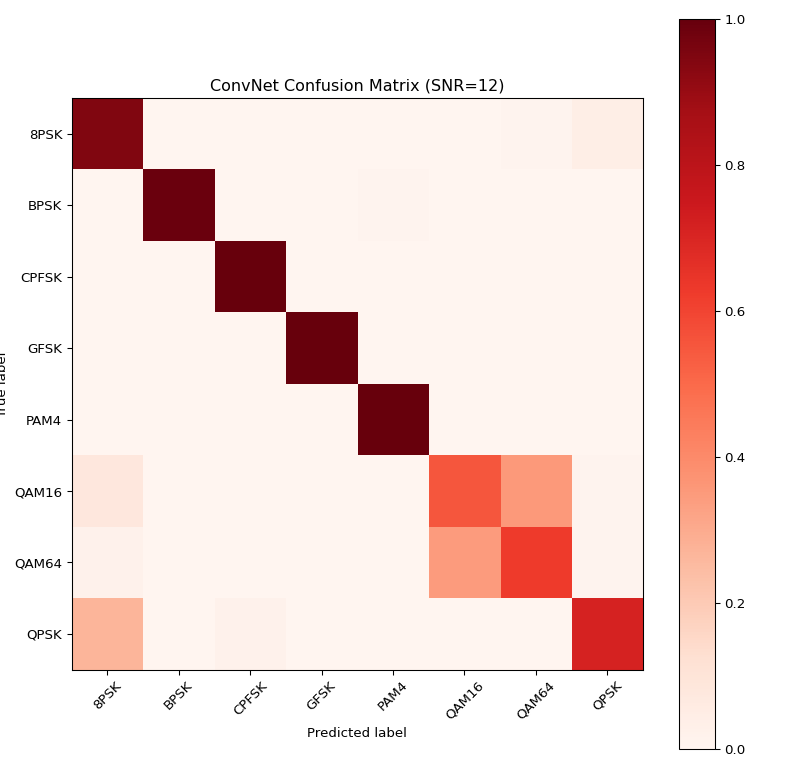 ConvNet Confusion Matrix (SNR=12)
1.0
0.8
0.6
0.4
0.2
0.0
8PSK
BPSK
CPFSK
GFSK
PAM4
QAM16
QAM64
QPSK
label
8PSK
BPSK
CPFSK
GFSK
PAM4
QAM16
QAM64
QPSK
Predicted label